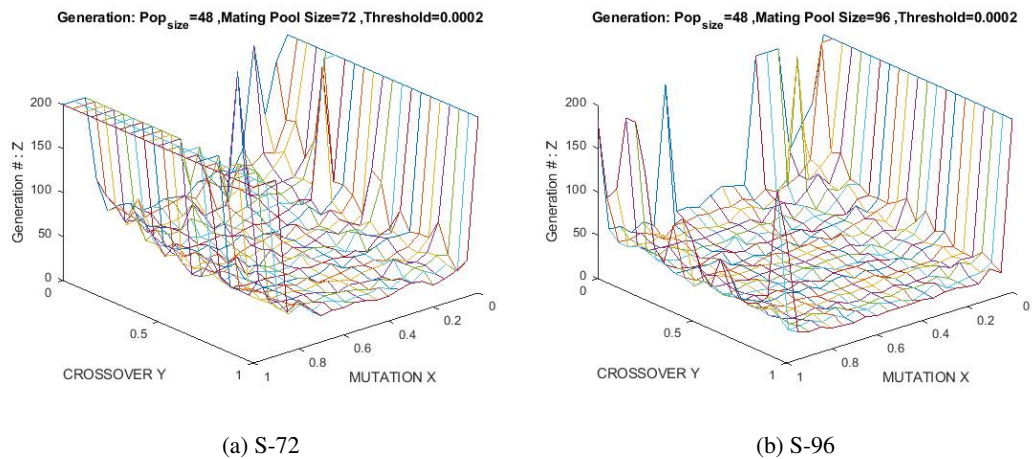 Generation: Pop_size=48 ,Mating Pool Size=72 ,Threshold=0.0002
200
150
100
50
0
Generation # : Z
0
0.5
1
CROSSOVER Y
1
0.8
0.6
0.4
0.2
0
MUTATION X
(a) S-72
Generation: Pop_size=48 ,Mating Pool Size=96 ,Threshold=0.0002
200
150
100
50
0
Generation # : Z
0
0.5
1
CROSSOVER Y
1
0.8
0.6
0.4
0.2
0
MUTATION X
(b) S-96